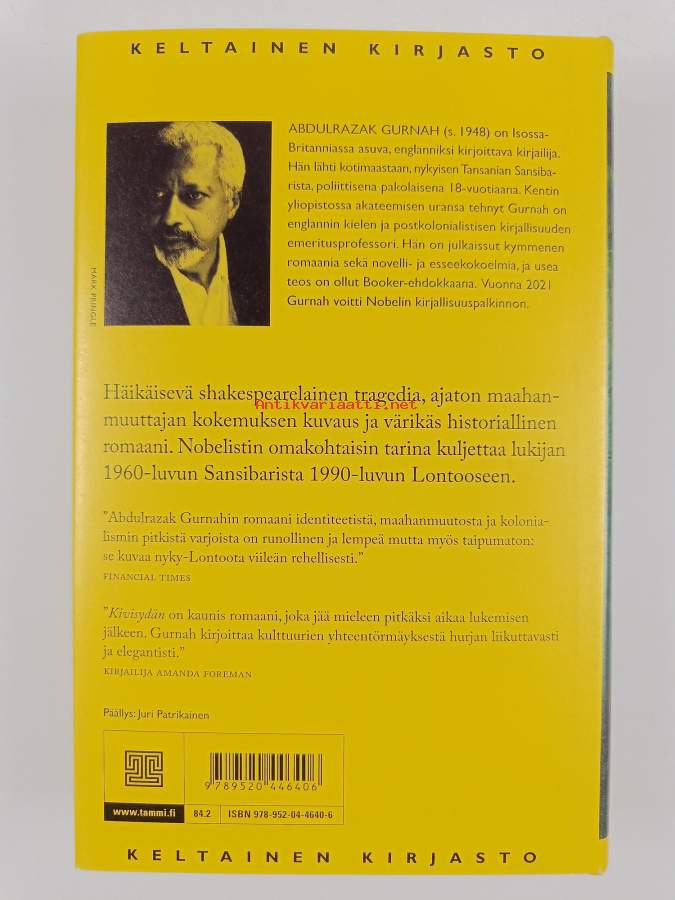 KELTAINEN KIRJASTO
ABDULRAZAK GURNAH (s. 1948) on Isossa-
Britanniassa asuva, englanniksi kirjoittava kirjailija.
Hän lähti kotimaastaan, nykyisen Tansanian Sansiba-
rista, poliittisena pakolaisena 18-vuotiaana. Kentin
yliopistossa akateemisen uransa tehnyt Gurnah on
englannin kielen ja postkolonialistisen kirjallisuuden
emeritusprofessori. Hän on julkaissut kymmenen
romaania sekä novelli- ja esseekokoelmia, ja usea
teos on ollut Booker-ehdokkaana. Vuonna 2021
Gurnah voitti Nobelin kirjallisuuspalkinnon.
MARK PRINGLE
Häikäisevä shakespearelainen tragedia, ajaton maahan-
Antikvariaatti.net
muuttajan kokemuksen kuvaus ja värikäs historiallinen
romaani. Nobelistin omakohtaisin tarina kuljettaa lukijan
1960-luvun Sansibarista 1990-luvun Lontooseen.
”Abdulrazak Gurnahin romaani identiteetistä, maahanmuutosta ja kolonia-
lismin pitkistä varjoista on runollinen ja lempeä mutta myös taipumaton:
se kuvaa nyky-Lontoota viileän rehellisesti.”
FINANCIAL TIMES
”Kivisydän on kaunis romaani, joka jää mieleen pitkäksi aikaa lukemisen
jälkeen. Gurnah kirjoittaa kulttuurien yhteentörmäyksestä hurjan liikuttavasti
ja elegantisti.”
KIRJAILIJA AMANDA FOREMAN
Päällys: Juri Patrikainen
9789520446406
www.tammi.fi 84.2 ISBN 978-952-04-4640-6
KELTAINEN KIRJASTO